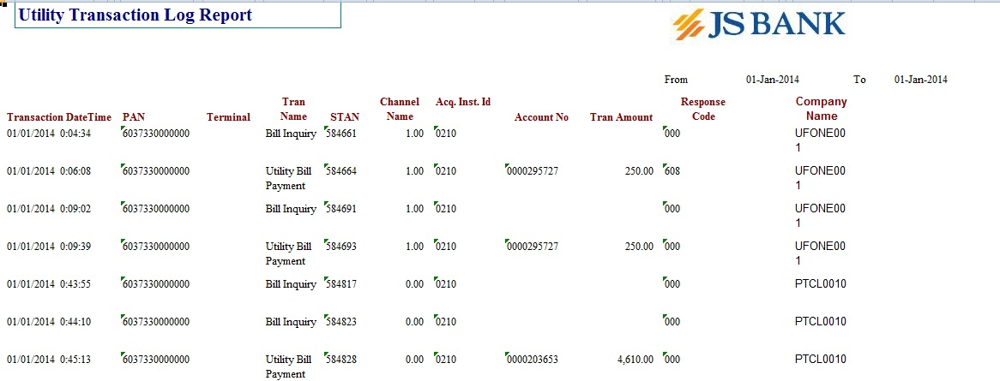 Utility Transaction Log Report
JS BANK
From 01-Jan-2014 To 01-Jan-2014
Transaction DateTime PAN Terminal Tran Name STAN Channel Name Acq. Inst. Id Account No Tran Amount Response Code Company Name
01/01/2014 0:04:34 6037330000000 Bill Inquiry 584661 1.00 0210 000 UFONE00
1
01/01/2014 0:06:08 6037330000000 Utility Bill 584664 1.00 0210 0000295727 250.00 608 UFONE00
Payment 1
01/01/2014 0:09:02 6037330000000 Bill Inquiry 584691 1.00 0210 000 UFONE00
1
01/01/2014 0:09:39 6037330000000 Utility Bill 584693 1.00 0210 0000295727 250.00 000 UFONE00
Payment 1
01/01/2014 0:43:55 6037330000000 Bill Inquiry 584817 0.00 0210 000 PTCL0010
01/01/2014 0:44:10 6037330000000 Bill Inquiry 584823 0.00 0210 000 PTCL0010
01/01/2014 0:45:13 6037330000000 Utility Bill 584828 0.00 0210 0000203653 4,610.00 000 PTCL0010
Payment